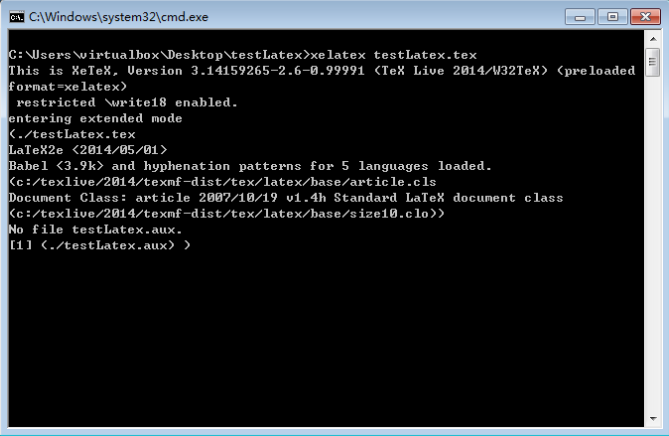 C:\Windows\system32\cmd.exe
C:\Users\virtualbox\Desktop\testLatex>xelatex testLatex.tex
This is XeTeX, Version 3.14159265-2.6-0.99991 (TeX Live 2014/W32TeX) (preloaded
format=xelatex)
 restricted \write18 enabled.
entering extended mode
(./testLatex.tex
LaTeX2e <2014/05/01>
Babel <3.9k> and hyphenation patterns for 5 languages loaded.
(c:/texlive/2014/texmf-dist/tex/latex/base/article.cls
Document Class: article 2007/10/19 v1.4h Standard LaTeX document class
(c:/texlive/2014/texmf-dist/tex/latex/base/size10.clo))
No file testLatex.aux.
[1] (./testLatex.aux) )